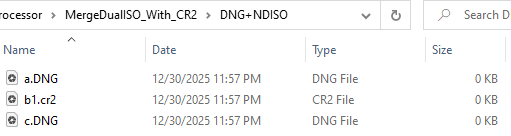 rocessor > MergeDualISO_With_CR2 > DNG+NDISO
Search D
Name Date Type Size
a.DNG 12/30/2025 11:57 PM DNG File 0 KB
b1.cr2 12/30/2025 11:57 PM CR2 File 0 KB
c.DNG 12/30/2025 11:57 PM DNG File 0 KB